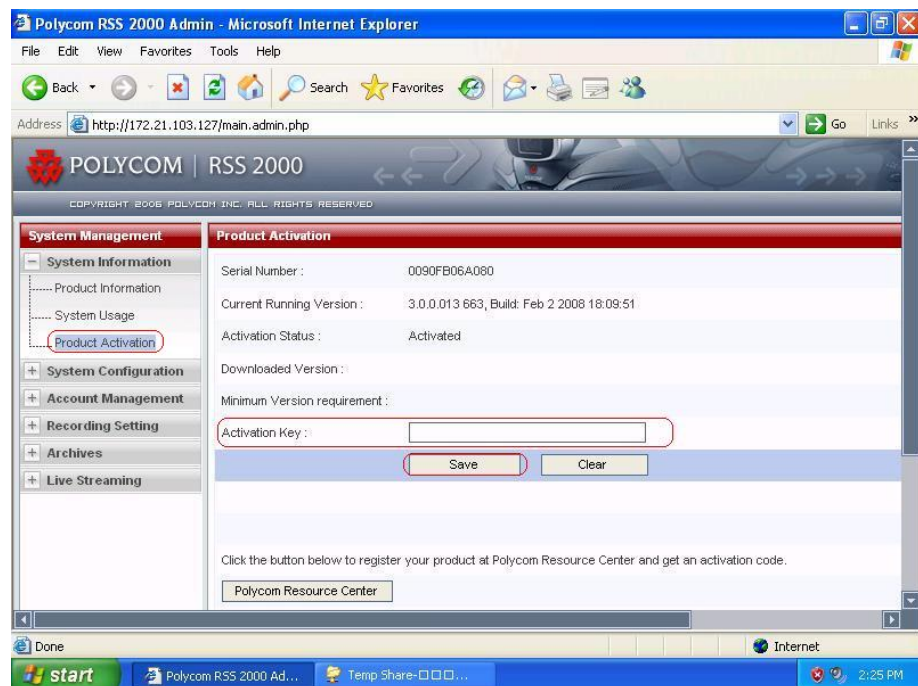 Polycom RSS 2000 Admin - Microsoft Internet Explorer
File Edit View Favorites Tools Help
Back Search Favorites
Address http://172.21.103.127/main.admin.php Go Links »
POLYCOM | RSS 2000
COPYRIGHT 2006 POLYCOM INC. ALL RIGHTS RESERVED
System Management
System Information
Product Information
System Usage
Product Activation
System Configuration
Account Management
Recording Setting
Archives
Live Streaming
Product Activation
Serial Number : 0090FB06A080
Current Running Version : 3.0.0.013 663, Build: Feb 2 2008 18:09:51
Activation Status : Activated
Downloaded Version :
Minimum Version requirement :
Activation Key :
Save Clear
Click the button below to register your product at Polycom Resource Center and get an activation code.
Polycom Resource Center
Done Internet
start Polycom RSS 2000 Ad... Temp Share-□□□... 2:25 PM